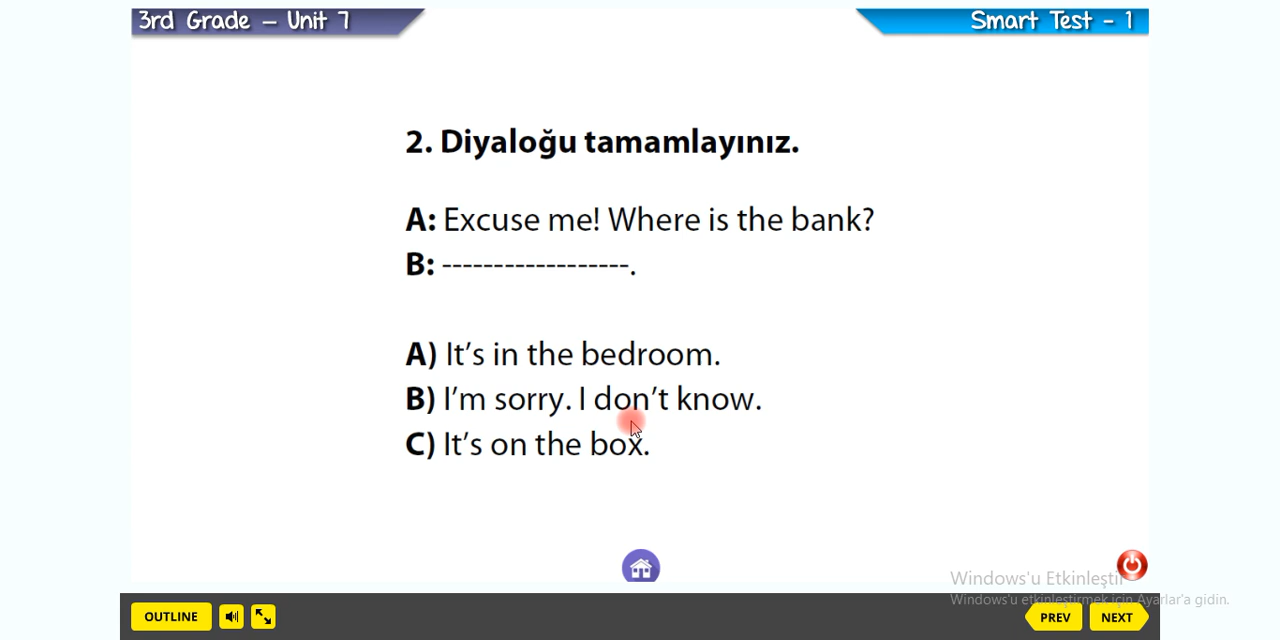 3rd Grade – Unit 7
Smart Test - 1
2. Diyaloğu tamamlayınız.
A: Excuse me! Where is the bank?
B: ------------------.
A) It's in the bedroom.
B) I'm sorry. I don't know.
C) It's on the box.
Windows'u Etkinleştir
Windows'u etkinleştirmek için Ayarlar'a gidin.
OUTLINE
PREV
NEXT